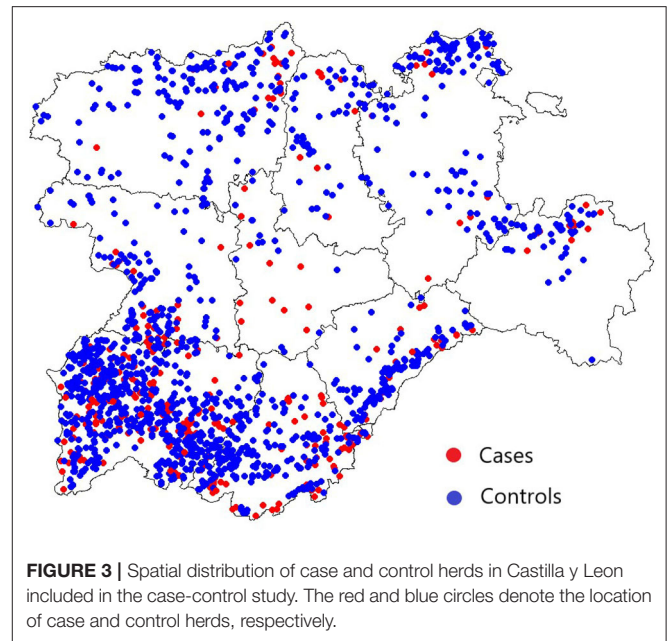 Cases
Controls
FIGURE 3 | Spatial distribution of case and control herds in Castilla y Leon
included in the case-control study. The red and blue circles denote the location
of case and control herds, respectively.